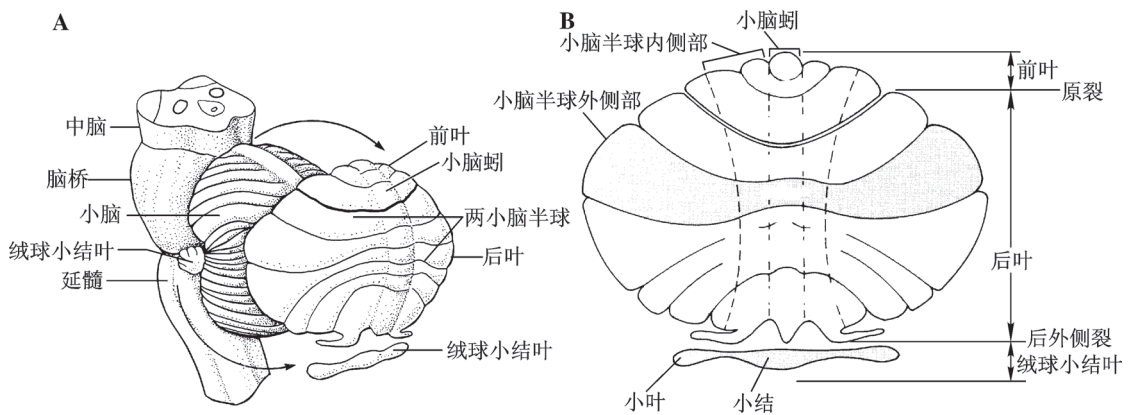 A
中脑
脑桥
小脑
绒球小结叶
延髓
前叶
小脑蚓
两小脑半球
后叶
绒球小结叶
B
小脑蚓
小脑半球内侧部
小脑半球外侧部
前叶
原裂
后叶
后外侧裂
绒球小结叶
小叶
小结